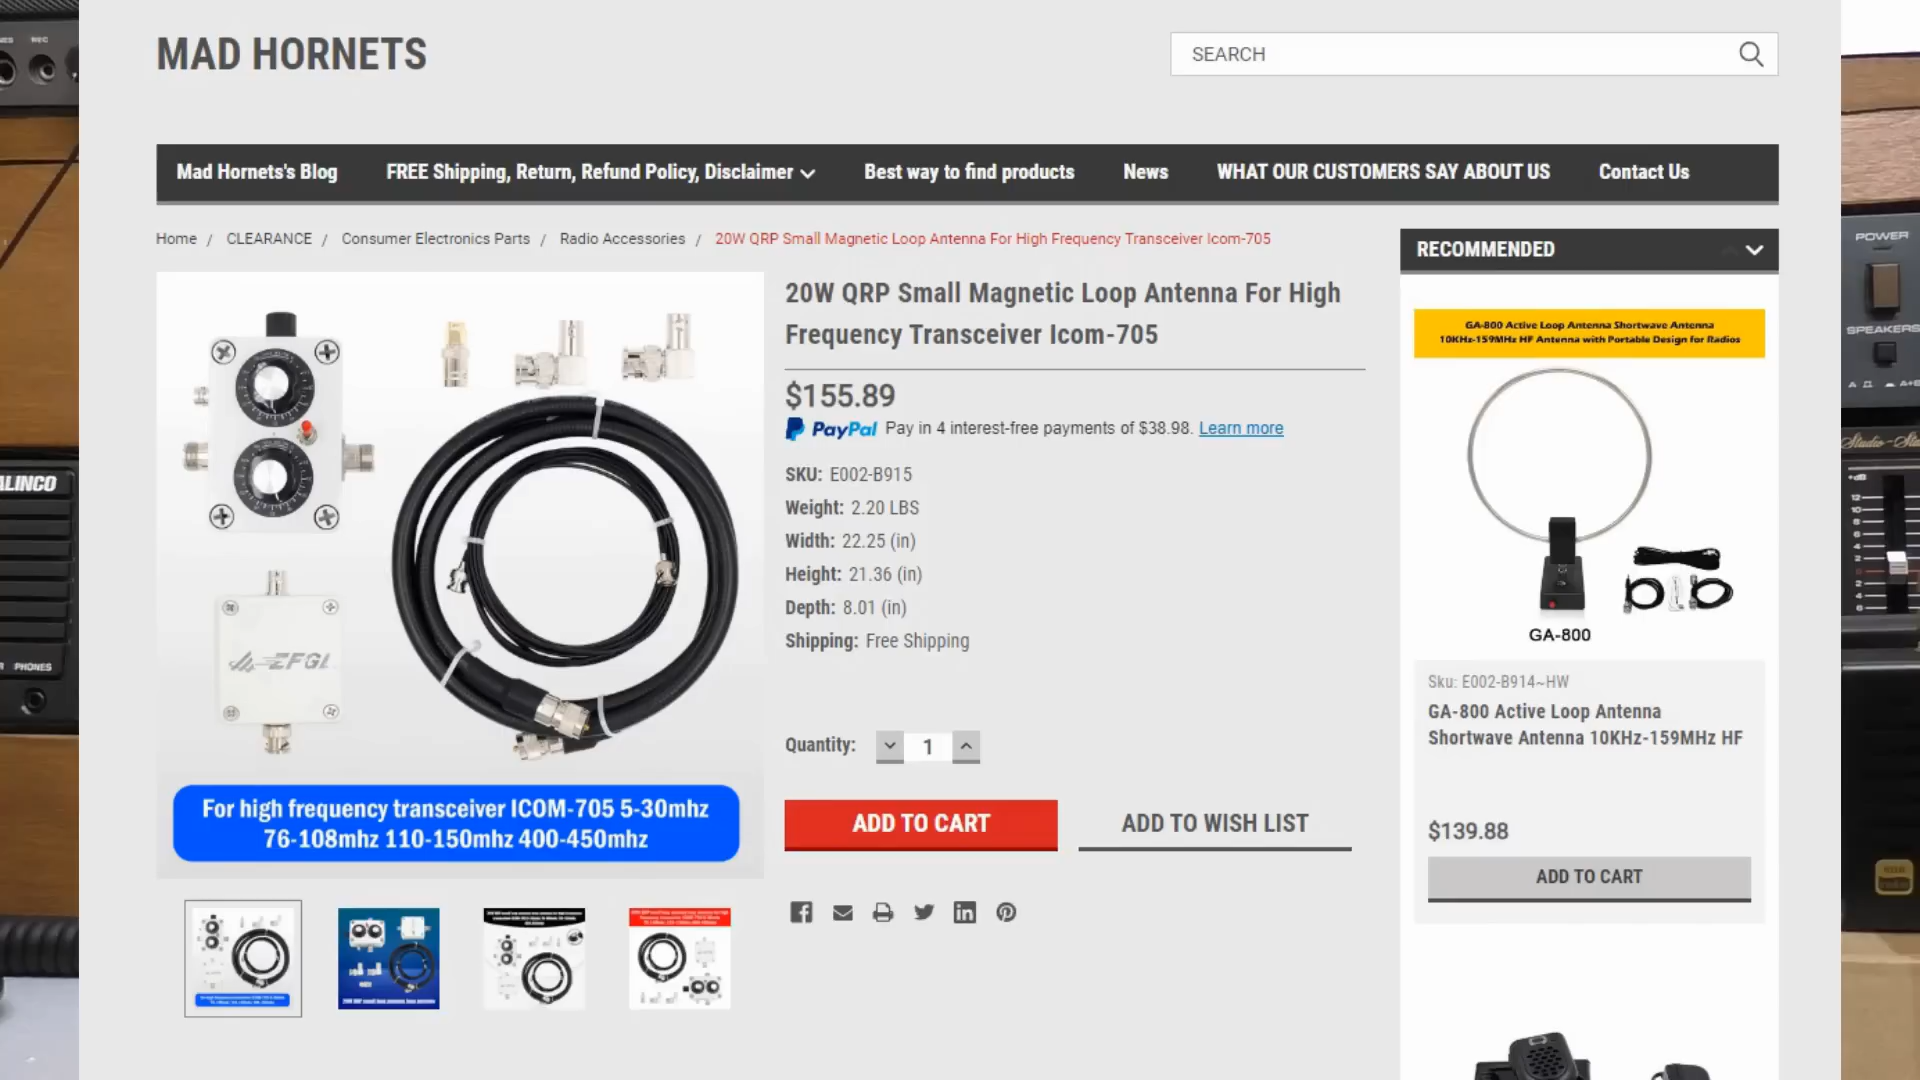 MAD HORNETS
SEARCH
Mad Hornets's Blog
FREE Shipping, Return, Refund Policy, Disclaimer
Best way to find products
News
WHAT OUR CUSTOMERS SAY ABOUT US
Contact Us
Home / CLEARANCE / Consumer Electronics Parts / Radio Accessories / 20W QRP Small Magnetic Loop Antenna For High Frequency Transceiver Icom-705
EFGL
For high frequency transceiver ICOM-705 5-30mhz
76-108mhz 110-150mhz 400-450mhz
20W QRP Small Magnetic Loop Antenna For High
Frequency Transceiver Icom-705
$155.89
PayPal Pay in 4 interest-free payments of $38.98. Learn more
SKU: E002-B915
Weight: 2.20 LBS
Width: 22.25 (in)
Height: 21.36 (in)
Depth: 8.01 (in)
Shipping: Free Shipping
Quantity: 1
ADD TO CART
ADD TO WISH LIST
RECOMMENDED
GA-800 Active Loop Antenna Shortwave Antenna
10KHz-159MHz HF Antenna with Portable Design for Radios
GA-800
Sku: E002-B914~HW
GA-800 Active Loop Antenna
Shortwave Antenna 10KHz-159MHz HF
$139.88
ADD TO CART
REC
ALINCO
PHONES
POWER
SPEAKERS